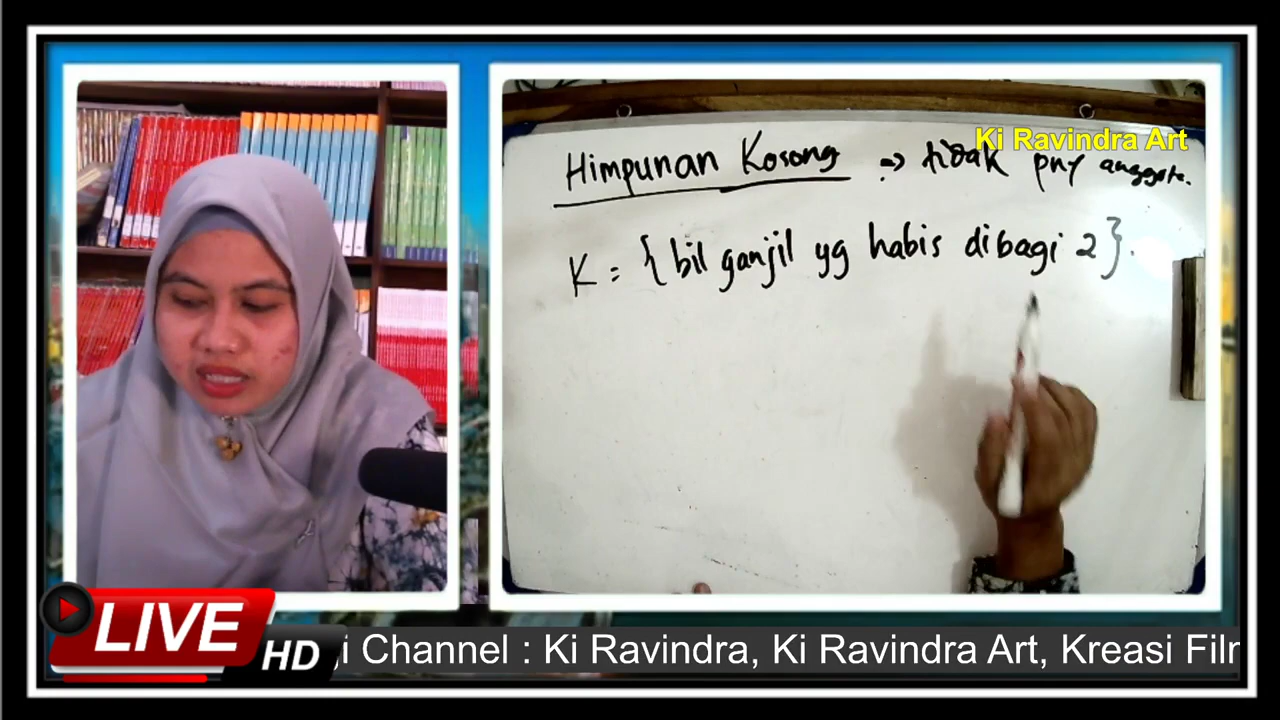 Ki Ravindra Art
Himpunan Kosong => tidak pny anggota.
K = { bil ganjil yg habis dibagi 2 }.
LIVE
HD
i Channel : Ki Ravindra, Ki Ravindra Art, Kreasi Film